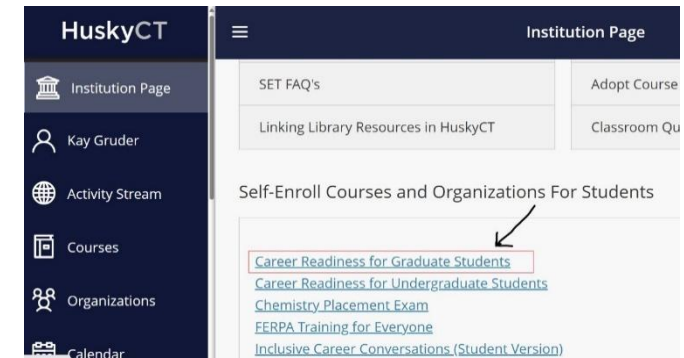 HuskyCT
Institution Page
Kay Gruder
Activity Stream
Courses
Organizations
Calendar
Institution Page
SET FAQ's
Adopt Course
Linking Library Resources in HuskyCT
Classroom Qu
Self-Enroll Courses and Organizations For Students
Career Readiness for Graduate Students
Career Readiness for Undergraduate Students
Chemistry Placement Exam
FERPA Training for Everyone
Inclusive Career Conversations (Student Version)